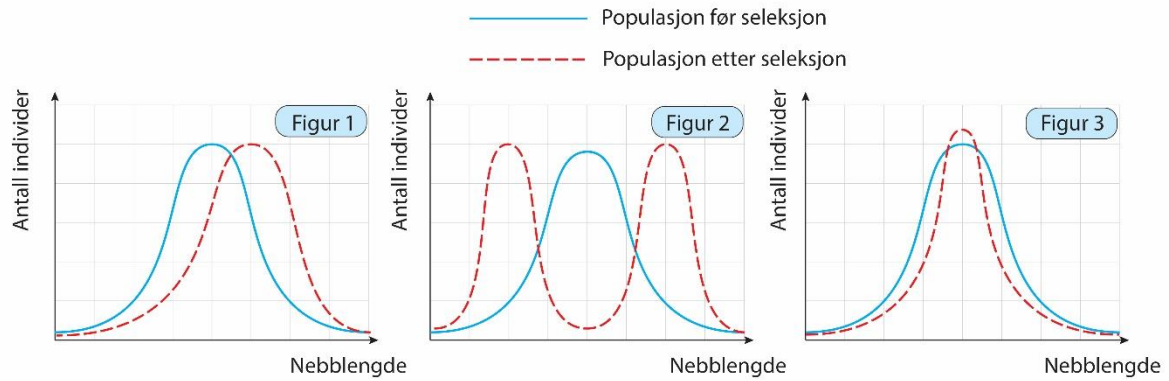 Populasjon før seleksjon
Populasjon etter seleksjon
Antall individer
Figur 1
Nebblengde
Antall individer
Figur 2
Nebblengde
Antall individer
Figur 3
Nebblengde